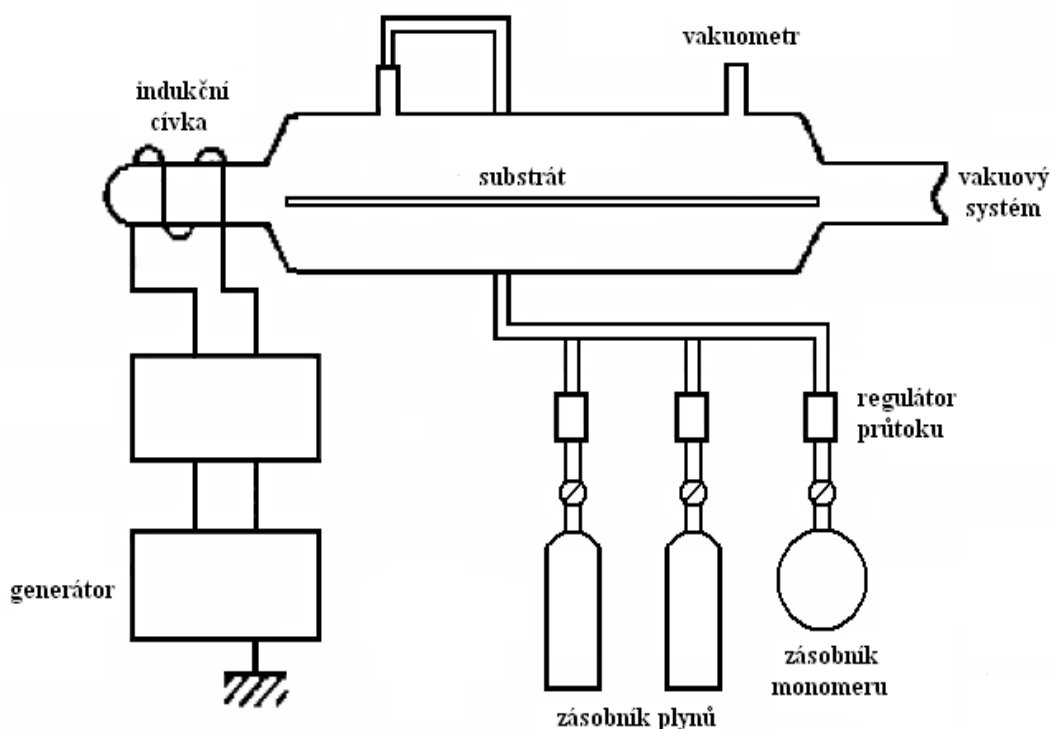 vakuometr
indukční
cívka
substrát
vakuový
systém
regulátor
průtoku
generátor
zásobník
monomeru
zásobník plynů